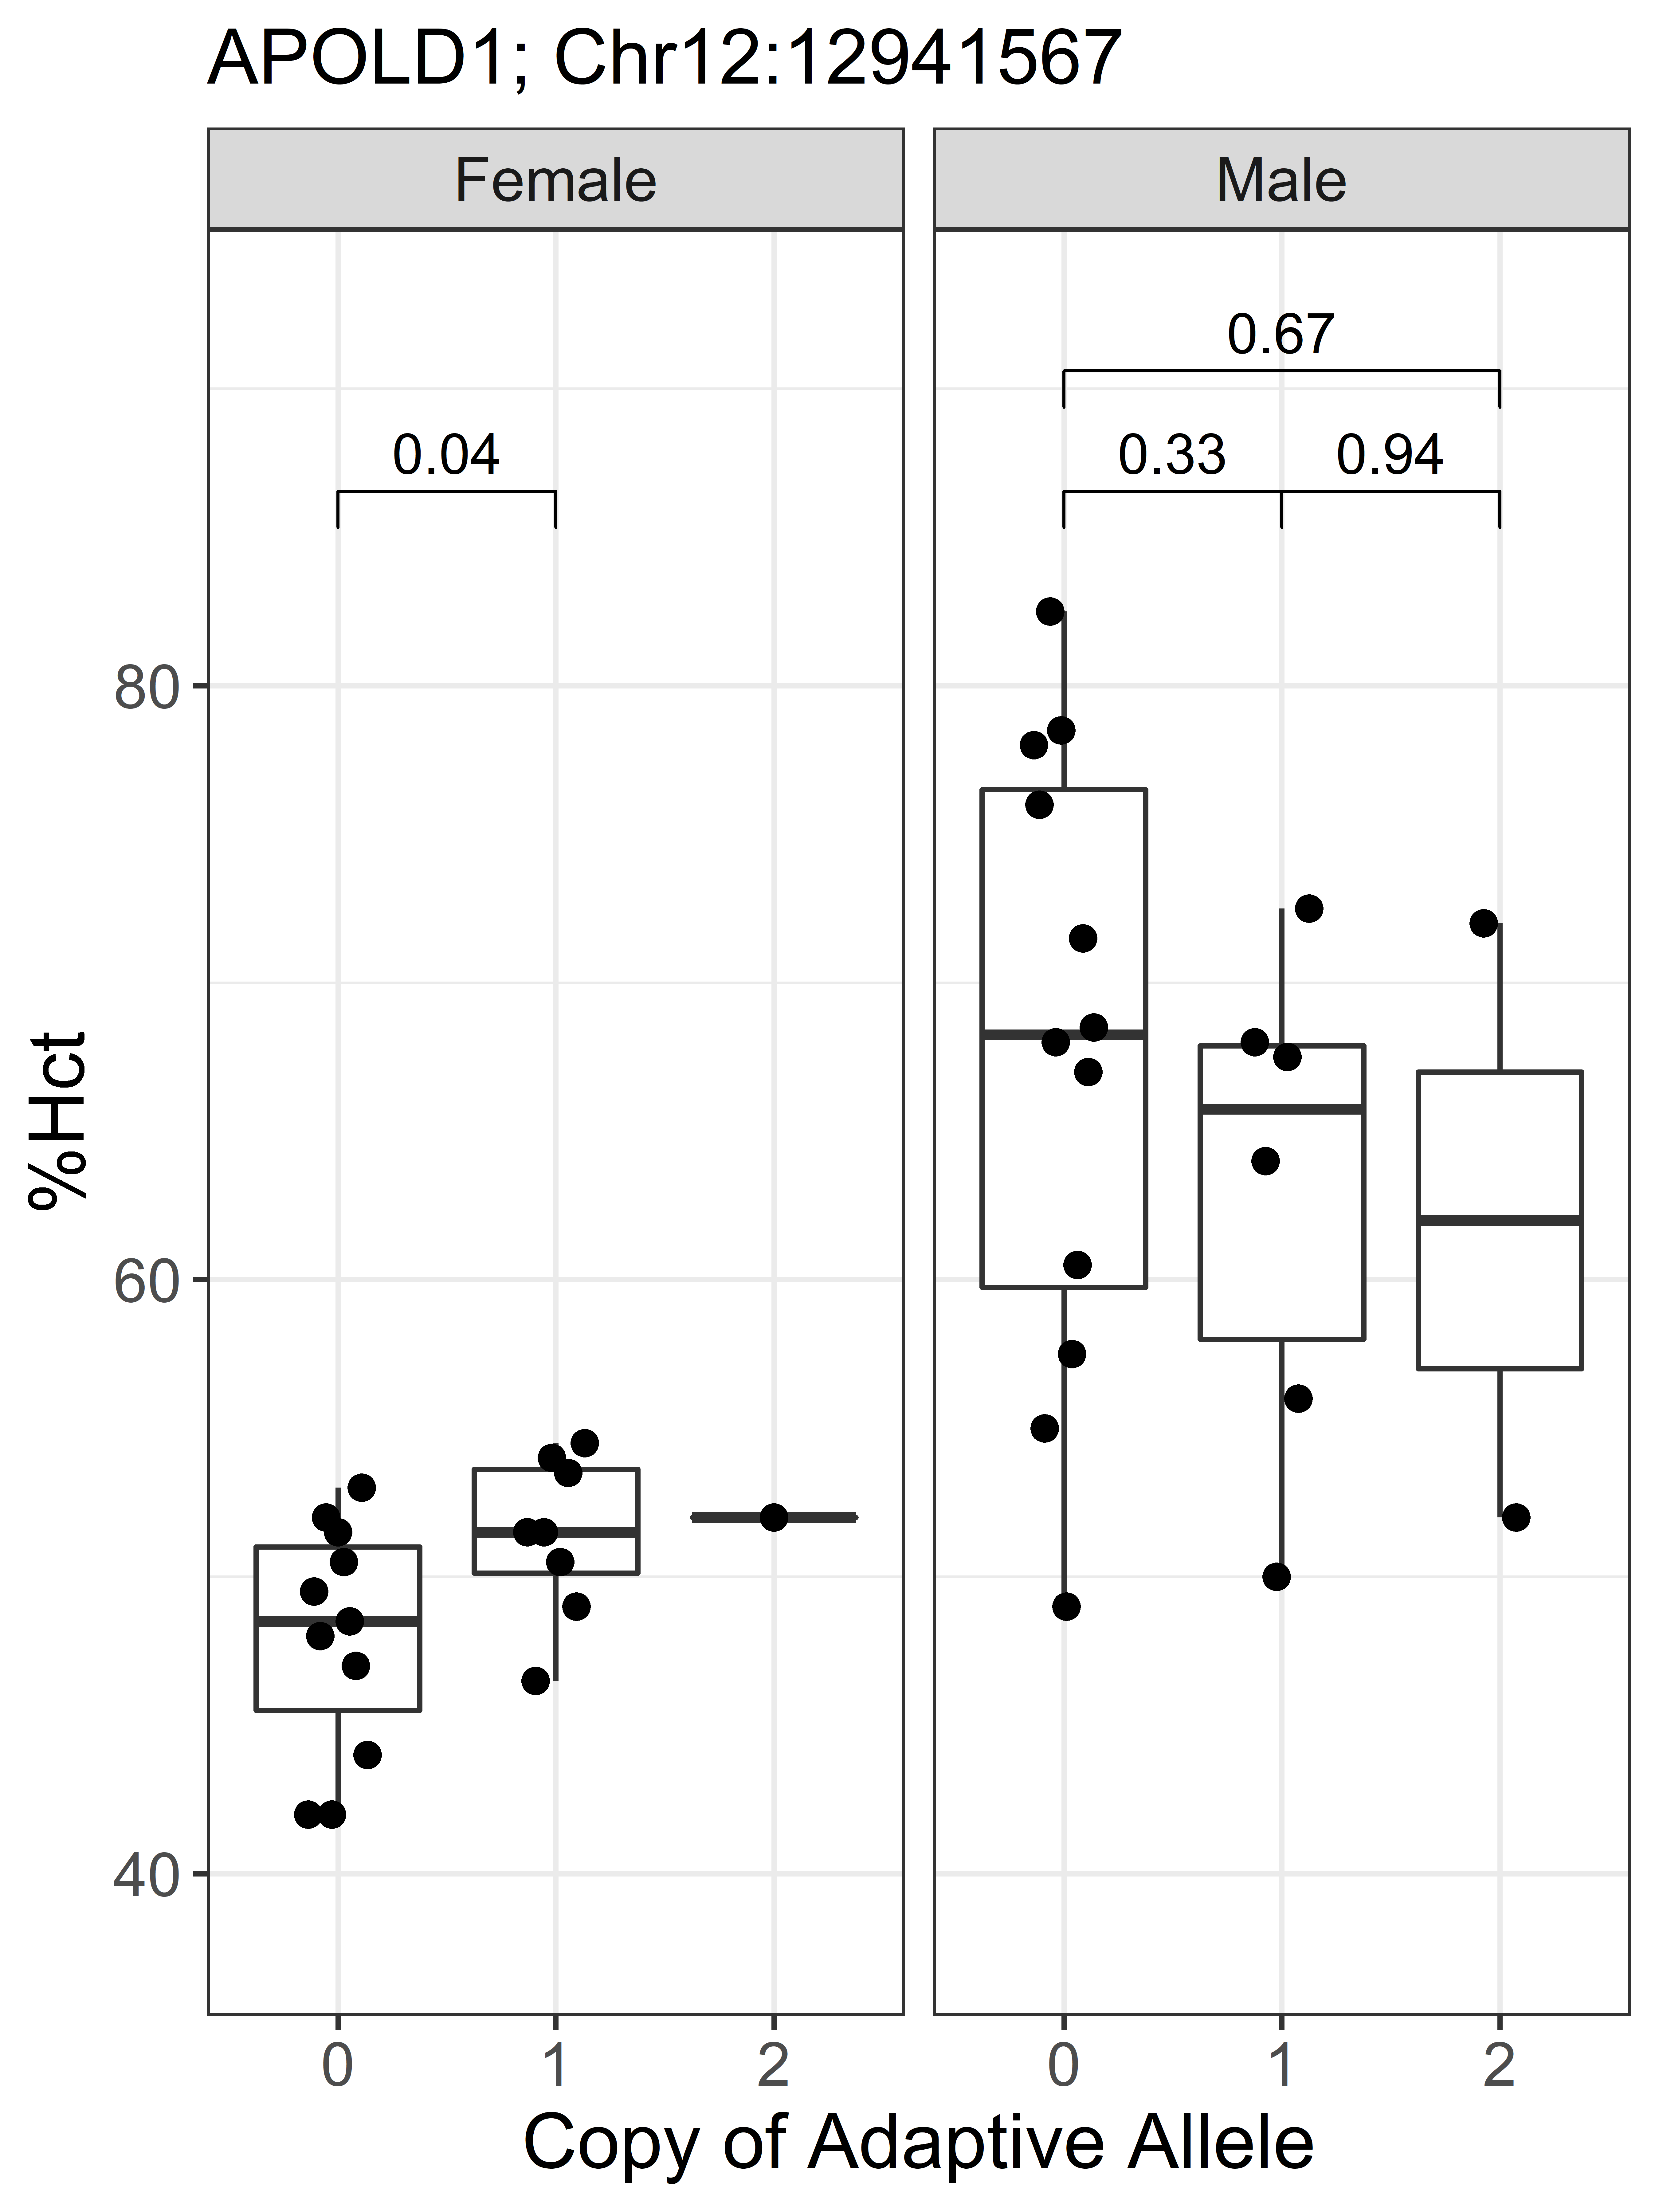 APOLD1; Chr12:12941567
Female
Male
0.67
0.04
0.33
0.94
80
60
40
%Hct
0 1 2
0 1 2
Copy of Adaptive Allele